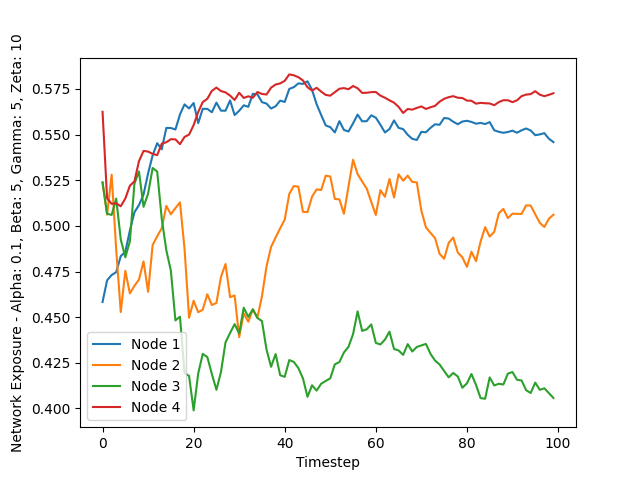 Network Exposure - Alpha: 0.1, Beta: 5, Gamma: 5, Zeta: 10
0.575
0.550
0.525
0.500
0.475
0.450
0.425
0.400
Node 1
Node 2
Node 3
Node 4
0 20 40 60 80 100
Timestep